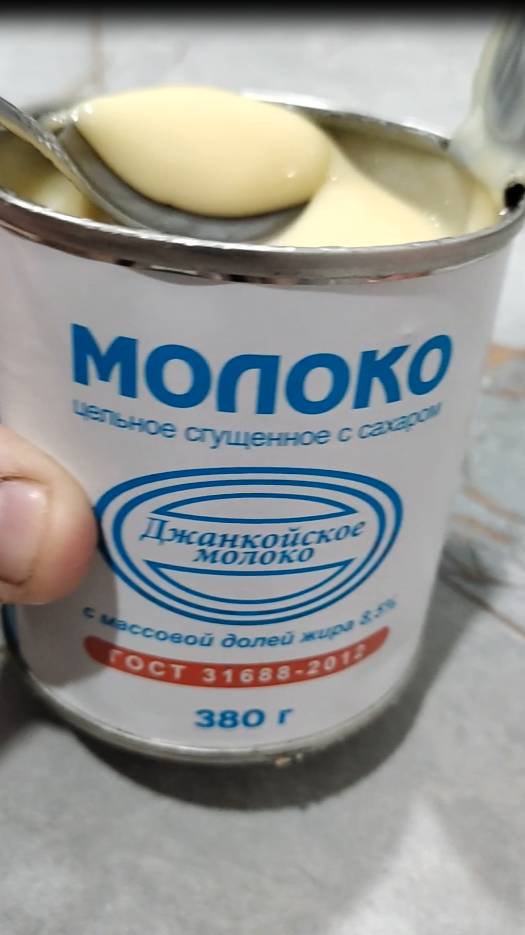 МОЛОКО
цельное сгущенное с сахаром
Джанкойское
молоко
с массовой долей жира 8,5%
ГОСТ 31688-2012
380 г